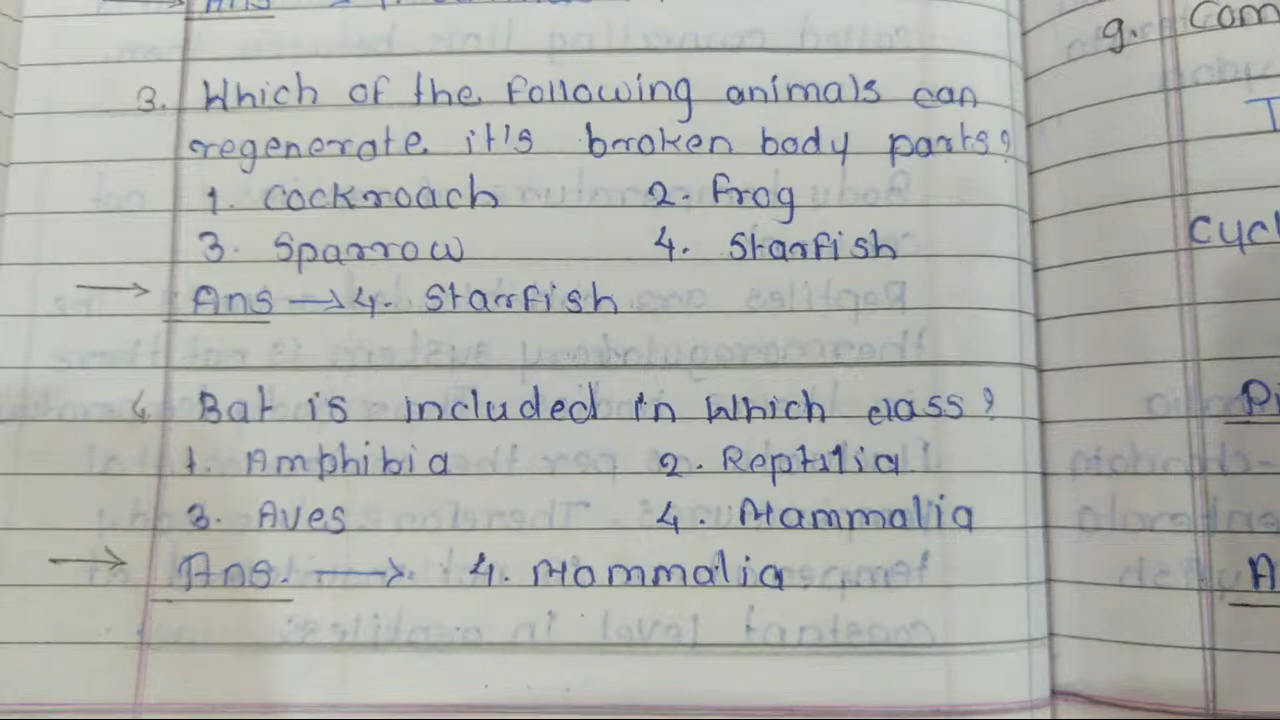 3. Which of the following animals can
regenerate it's broken body parts?
1. Cockroach 2. Frog
3. Sparrow 4. Starfish
→ Ans → 4. Starfish
Bat is included in which class?
1. Amphibia 2. Reptilia
3. Aves 4. Mammalia
→ Ans. → 4. Mammalia
9. Com
T
cycl
A